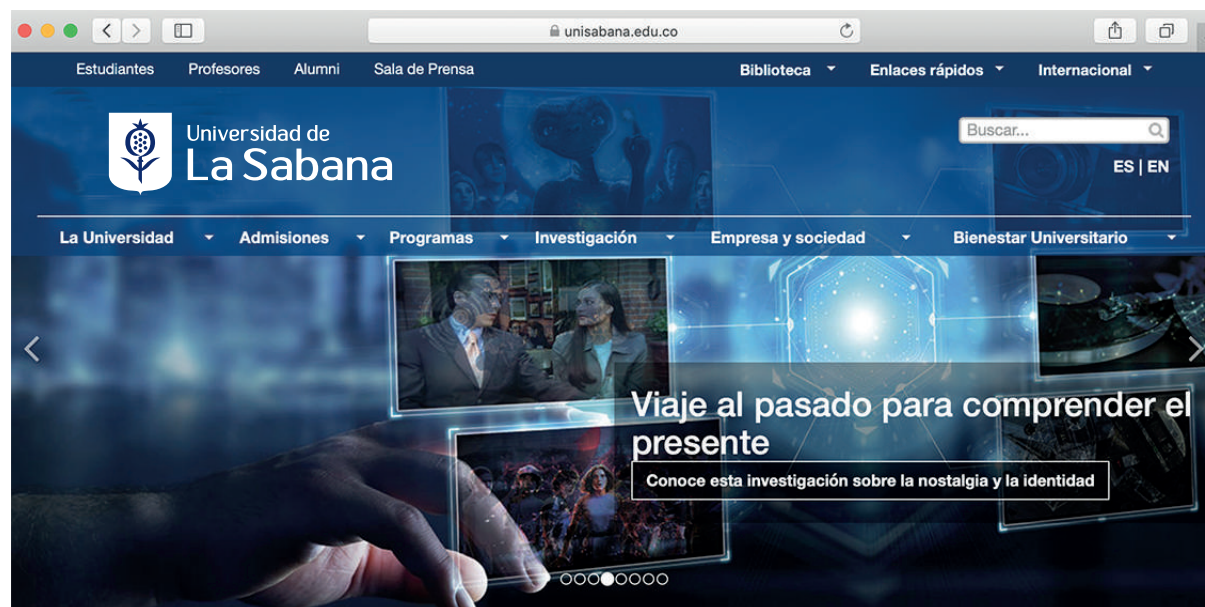 unisabana.edu.co
Estudiantes Profesores Alumni Sala de Prensa Biblioteca Enlaces rápidos Internacional
Universidad de
La Sabana
Buscar...
ES | EN
La Universidad Admisiones Programas Investigación Empresa y sociedad Bienestar Universitario
Viaje al pasado para comprender el
presente
Conoce esta investigación sobre la nostalgia y la identidad